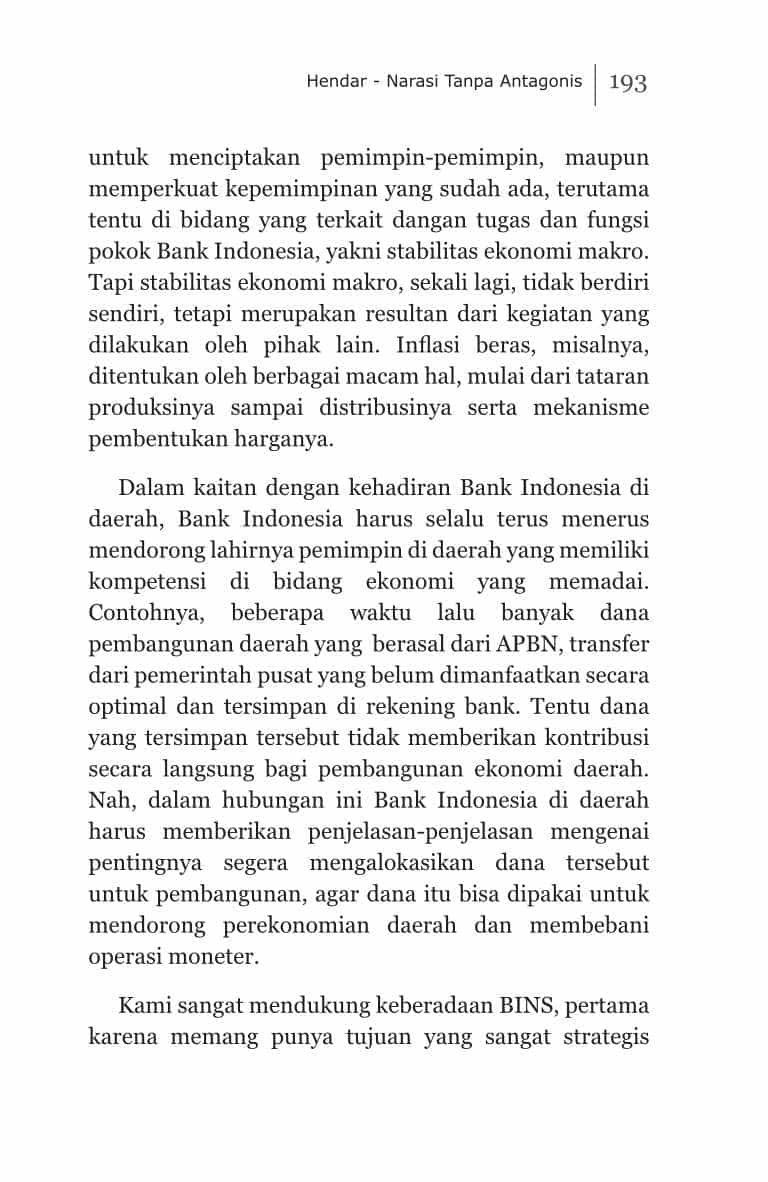 Hendar - Narasi Tanpa Antagonis 193
untuk menciptakan pemimpin-pemimpin, maupun
memperkuat kepemimpinan yang sudah ada, terutama
tentu di bidang yang terkait dangan tugas dan fungsi
pokok Bank Indonesia, yakni stabilitas ekonomi makro.
Tapi stabilitas ekonomi makro, sekali lagi, tidak berdiri
sendiri, tetapi merupakan resultan dari kegiatan yang
dilakukan oleh pihak lain. Inflasi beras, misalnya,
ditentukan oleh berbagai macam hal, mulai dari tataran
produksinya sampai distribusinya serta mekanisme
pembentukan harganya.
Dalam kaitan dengan kehadiran Bank Indonesia di
daerah, Bank Indonesia harus selalu terus menerus
mendorong lahirnya pemimpin di daerah yang memiliki
kompetensi di bidang ekonomi yang memadai.
Contohnya, beberapa waktu lalu banyak dana
pembangunan daerah yang berasal dari APBN, transfer
dari pemerintah pusat yang belum dimanfaatkan secara
optimal dan tersimpan di rekening bank. Tentu dana
yang tersimpan tersebut tidak memberikan kontribusi
secara langsung bagi pembangunan ekonomi daerah.
Nah, dalam hubungan ini Bank Indonesia di daerah
harus memberikan penjelasan-penjelasan mengenai
pentingnya segera mengalokasikan dana tersebut
untuk pembangunan, agar dana itu bisa dipakai untuk
mendorong perekonomian daerah dan membebani
operasi moneter.
Kami sangat mendukung keberadaan BINS, pertama
karena memang punya tujuan yang sangat strategis